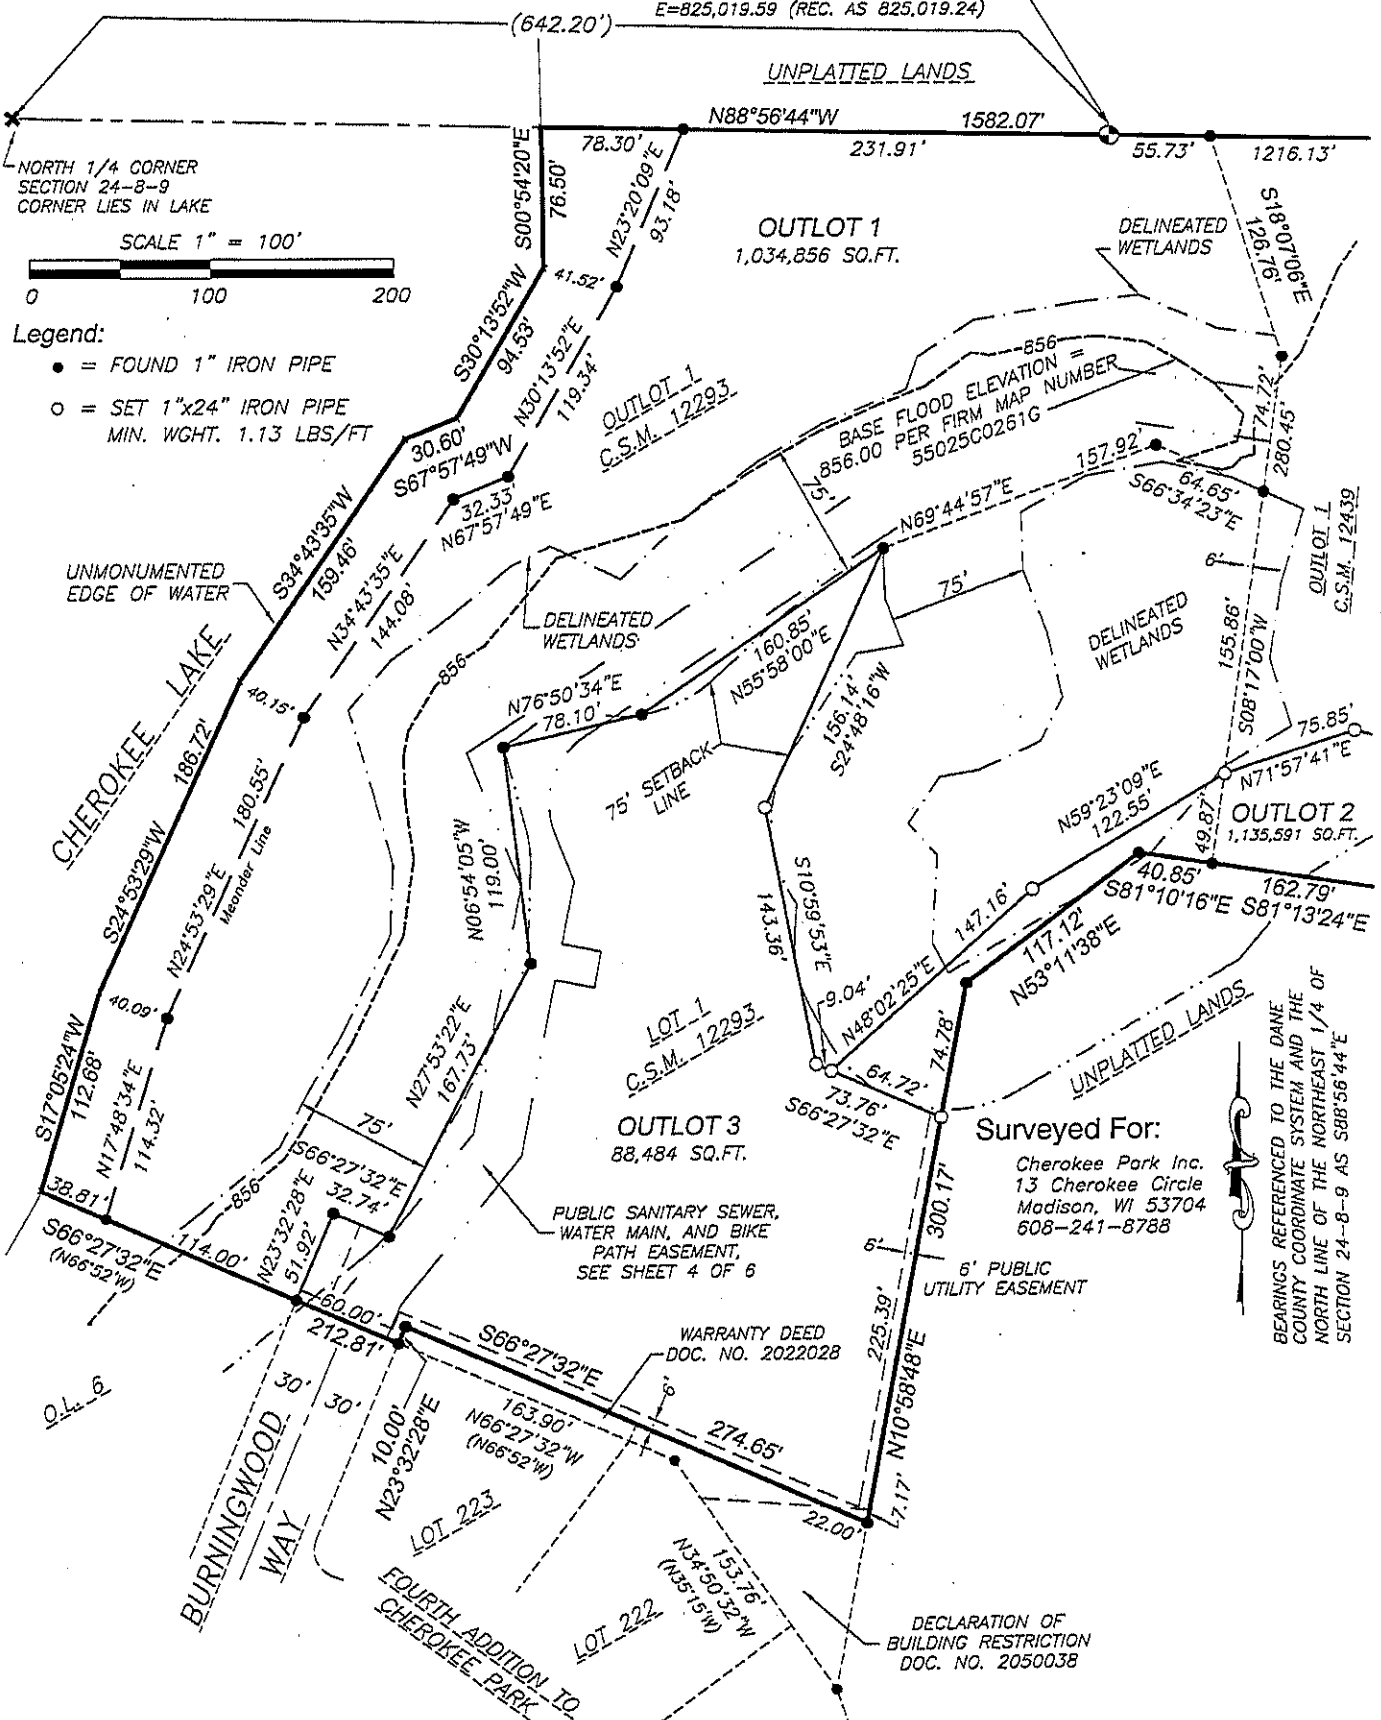 E=825,019.59 (REC. AS 825,019.24)
(642.20')
UNPLATTED LANDS
N88°56'44"W
1582.07'
78.30'
231.91'
55.73'
1216.13'
NORTH 1/4 CORNER
SECTION 24-8-9
CORNER LIES IN LAKE
S00°54'20"E
76.50'
N23°20'09"E
93.18'
S18°07'06"E
126.76'
OUTLOT 1
1,034,856 SQ.FT.
DELINEATED
WETLANDS
SCALE 1" = 100'
0
100
200
41.52'
Legend:
● = FOUND 1" IRON PIPE
○ = SET 1"x24" IRON PIPE
MIN. WGHT. 1.13 LBS/FT
S30°13'52"W
94.53'
N30°13'52"E
119.34'
OUTLOT 1
C.S.M. 12293
856
BASE FLOOD ELEVATION =
856.00 PER FIRM MAP NUMBER
55025C0261G
74.72'
280.45'
30.60'
S67°57'49"W
32.33'
N67°57'49"E
75'
157.92'
N69°44'57"E
64.65'
S66°34'23"E
OUTLOT 1
C.S.M. 12439
S34°43'35"W
159.46'
N34°43'35"E
144.08'
UNMONUMENTED
EDGE OF WATER
6'
75'
DELINEATED
WETLANDS
DELINEATED
WETLANDS
155.86'
S08°17'00"W
CHEROKEE LAKE
856
160.85'
N55°58'00"E
156.14'
S24°48'16"W
N76°50'34"E
78.10'
40.15'
186.72'
S24°53'29"W
180.55'
N24°53'29"E
Meander Line
75' SETBACK
LINE
75.85'
N71°57'41"E
N59°23'09"E
122.55'
49.87'
OUTLOT 2
1,135,591 SQ.FT.
N06°54'05"W
119.00'
S10°59'53"E
143.36'
40.85'
S81°10'16"E
162.79'
S81°13'24"E
147.16'
N48°02'25"E
117.12'
N53°11'38"E
40.09'
9.04'
S17°05'24"W
112.68'
N17°48'34"E
114.32'
N27°53'22"E
167.73'
LOT 1
C.S.M. 12293
74.78'
UNPLATTED LANDS
64.72'
73.76'
S66°27'32"E
OUTLOT 3
88,484 SQ.FT.
75'
S66°27'32"E
32.74'
Surveyed For:
Cherokee Park Inc.
13 Cherokee Circle
Madison, WI 53704
608-241-8788
BEARINGS REFERENCED TO THE DANE
COUNTY COORDINATE SYSTEM AND THE
NORTH LINE OF THE NORTHEAST 1/4 OF
SECTION 24-8-9 AS S88°56'44"E
38.81'
S66°27'32"E
(N66°52'W)
114.00'
856
N23°32'28"E
51.92'
PUBLIC SANITARY SEWER,
WATER MAIN, AND BIKE
PATH EASEMENT,
SEE SHEET 4 OF 6
300.17'
6'
6' PUBLIC
UTILITY EASEMENT
225.39'
N10°58'48"E
60.00'
212.81'
S66°27'32"E
WARRANTY DEED
DOC. NO. 2022028
O.L. 6
30'
30'
10.00'
N23°32'28"E
163.90'
N66°27'32"W
(N66°52'W)
6'
274.65'
7.17'
22.00'
BURNINGWOOD
WAY
LOT 223
153.76'
N34°50'32"W
(N35°15'W)
FOURTH ADDITION TO
CHEROKEE PARK
LOT 222
DECLARATION OF
BUILDING RESTRICTION
DOC. NO. 2050038